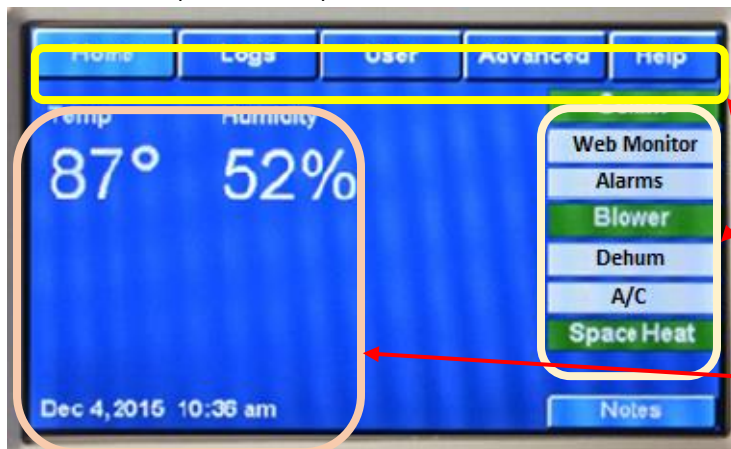 Home Logs User Advanced Help
Temp Humidity
87° 52%
Web Monitor
Alarms
Blower
Dehum
A/C
Space Heat
Dec 4,2015 10:36 am
Notes